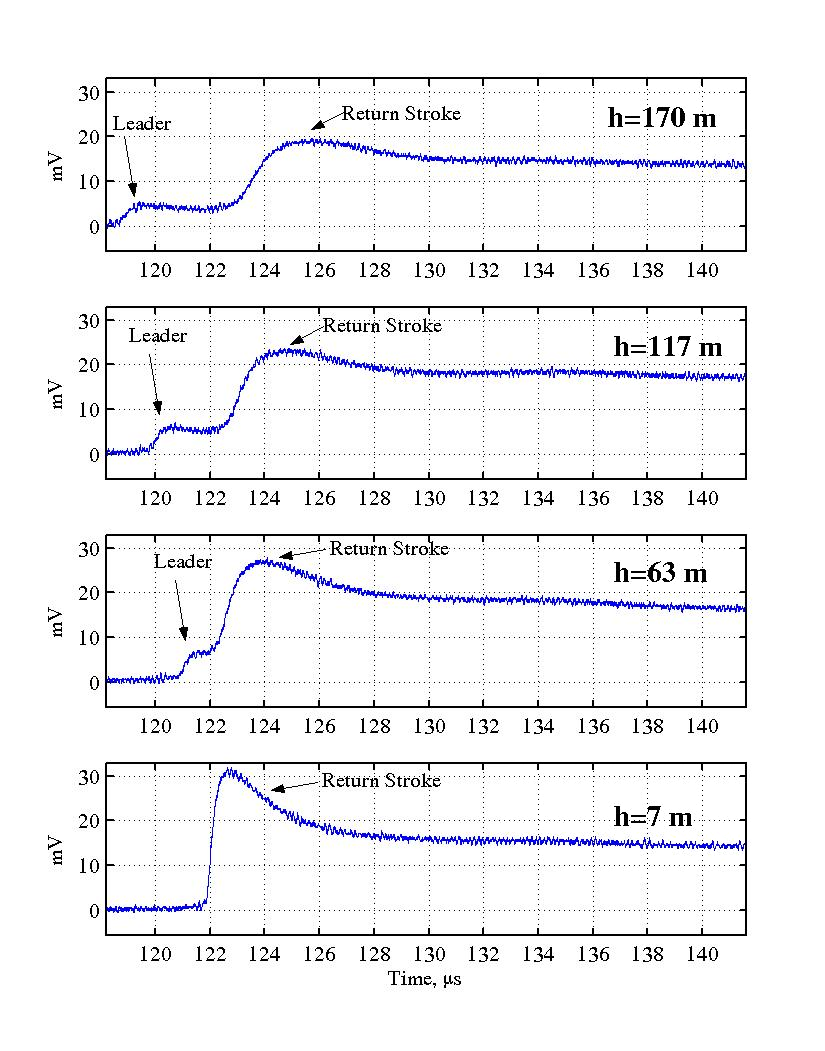 30
h=170 m
Return Stroke
Leader
20
mV
10
0
120 122 124 126 128 130 132 134 136 138 140
30
Return Stroke
Leader
h=117 m
20
mV
10
0
120 122 124 126 128 130 132 134 136 138 140
30
Return Stroke
Leader
h=63 m
20
mV
10
0
120 122 124 126 128 130 132 134 136 138 140
30
Return Stroke
h=7 m
20
mV
10
0
120 122 124 126 128 130 132 134 136 138 140
Time, μs